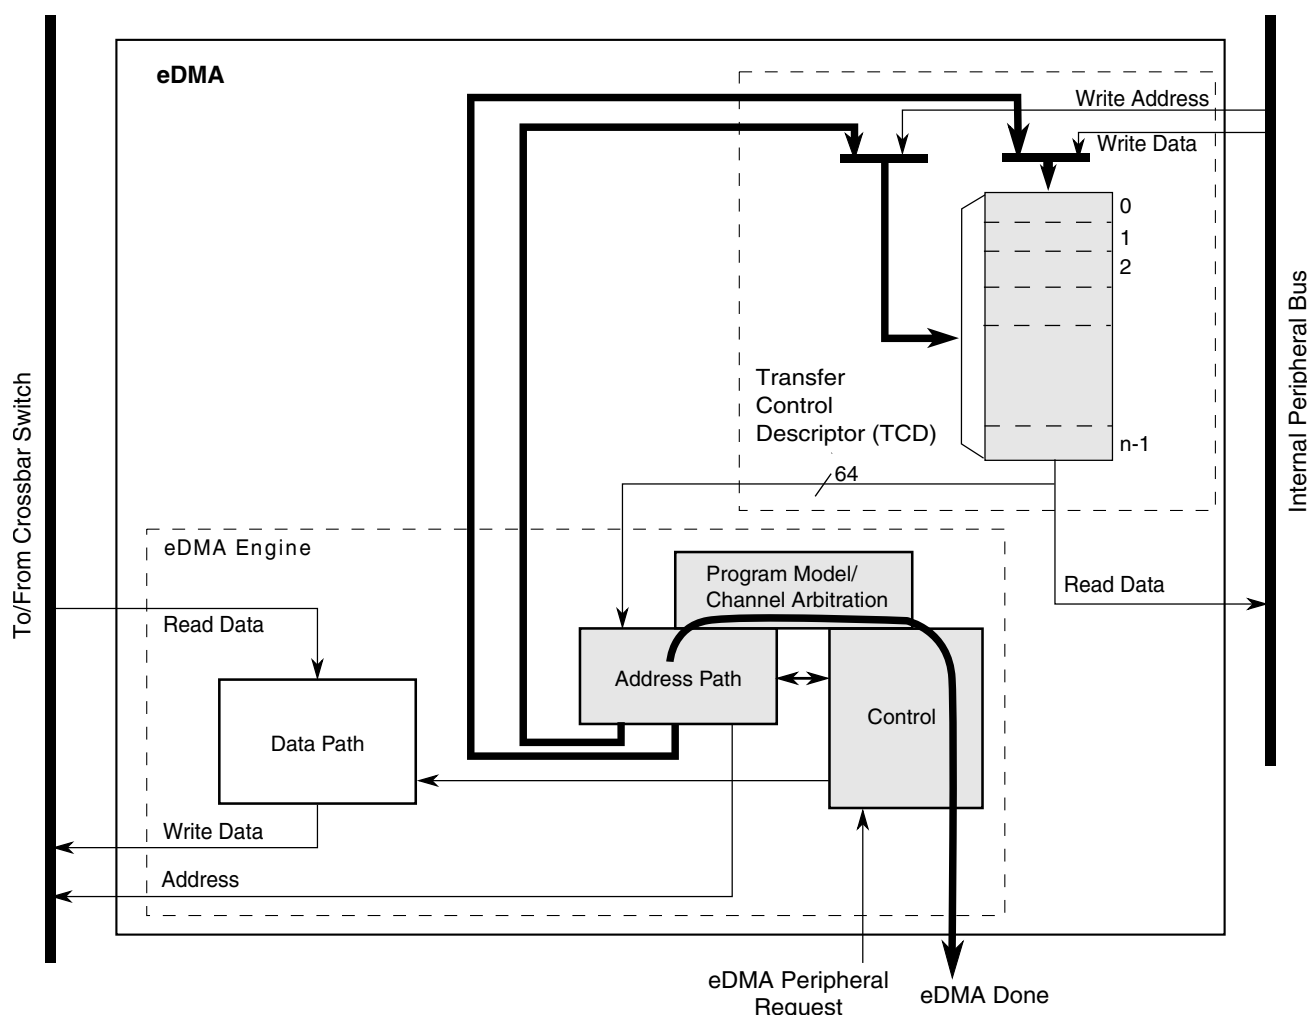 eDMA
Write Address
Write Data
0
1
2
n-1
Transfer
Control
Descriptor (TCD)
64
To/From Crossbar Switch
Internal Peripheral Bus
eDMA Engine
Program Model/
Channel Arbitration
Read Data
Read Data
Address Path
Control
Data Path
Write Data
Address
eDMA Peripheral
Request
eDMA Done